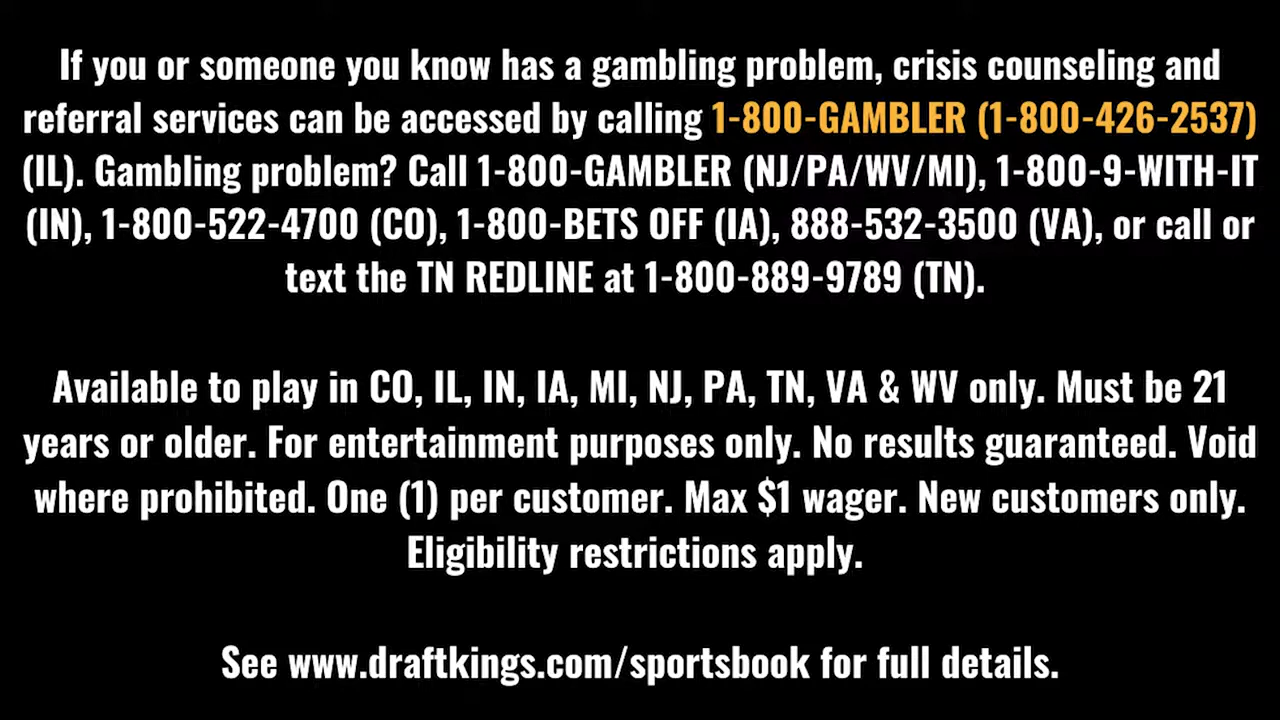 If you or someone you know has a gambling problem, crisis counseling and
referral services can be accessed by calling 1-800-GAMBLER (1-800-426-2537)
(IL). Gambling problem? Call 1-800-GAMBLER (NJ/PA/WV/MI), 1-800-9-WITH-IT
(IN), 1-800-522-4700 (CO), 1-800-BETS OFF (IA), 888-532-3500 (VA), or call or
text the TN REDLINE at 1-800-889-9789 (TN).
Available to play in CO, IL, IN, IA, MI, NJ, PA, TN, VA & WV only. Must be 21
years or older. For entertainment purposes only. No results guaranteed. Void
where prohibited. One (1) per customer. Max $1 wager. New customers only.
Eligibility restrictions apply.
See www.draftkings.com/sportsbook for full details.